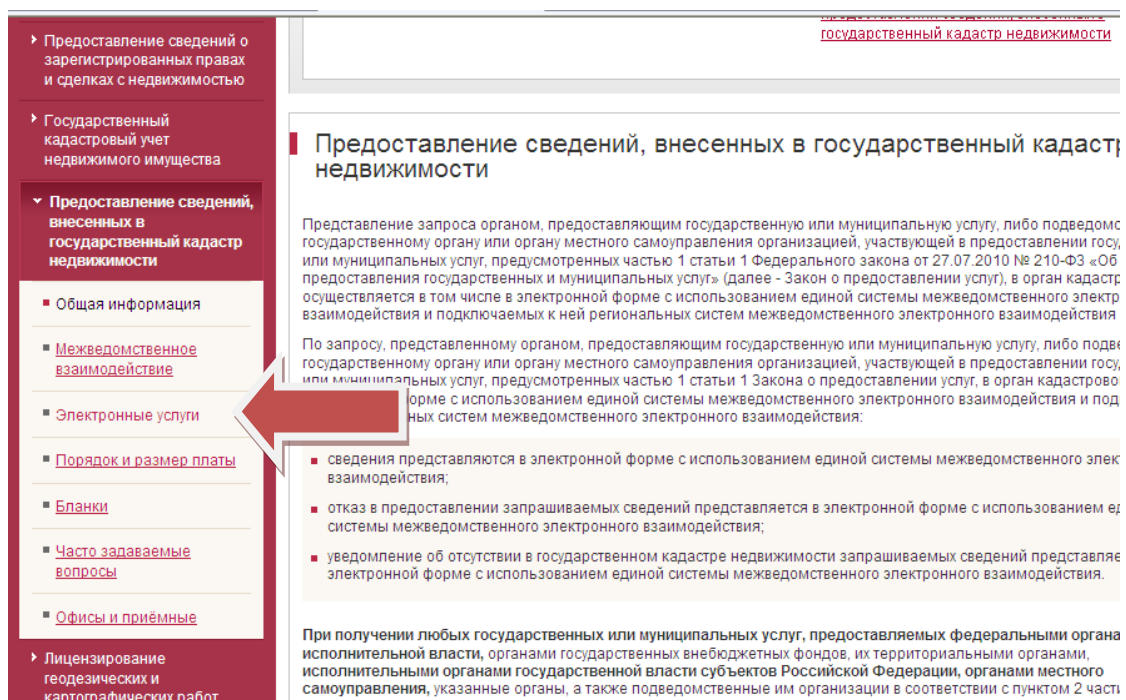 Предоставление сведений о
зарегистрированных правах
и сделках с недвижимостью
Государственный
кадастровый учет
недвижимого имущества
Предоставление сведений,
внесенных в
государственный кадастр
недвижимости
Общая информация
Межведомственное
взаимодействие
Электронные услуги
Порядок и размер платы
Бланки
Часто задаваемые
вопросы
Офисы и приёмные
Лицензирование
геодезических и
картографических работ
государственный кадастр недвижимости
Предоставление сведений, внесенных в государственный кадастр
недвижимости
Представление запроса органом, предоставляющим государственную или муниципальную услугу, либо подведомс
государственному органу или органу местного самоуправления организацией, участвующей в предоставлении госу
или муниципальных услуг, предусмотренных частью 1 статьи 1 Федерального закона от 27.07.2010 № 210-ФЗ «Об
предоставления государственных и муниципальных услуг» (далее - Закон о предоставлении услуг), в орган кадастр
осуществляется в том числе в электронной форме с использованием единой системы межведомственного электр
взаимодействия и подключаемых к ней региональных систем межведомственного электронного взаимодействия
По запросу, представленному органом, предоставляющим государственную или муниципальную услугу, либо подве
государственному органу или органу местного самоуправления организацией, участвующей в предоставлении госу
или муниципальных услуг, предусмотренных частью 1 статьи 1 Закона о предоставлении услуг, в орган кадастрово
орме с использованием единой системы межведомственного электронного взаимодействия и под
ных систем межведомственного электронного взаимодействия:
сведения представляются в электронной форме с использованием единой системы межведомственного элек
взаимодействия;
отказ в предоставлении запрашиваемых сведений представляется в электронной форме с использованием ед
системы межведомственного электронного взаимодействия;
уведомление об отсутствии в государственном кадастре недвижимости запрашиваемых сведений представляе
электронной форме с использованием единой системы межведомственного электронного взаимодействия.
При получении любых государственных или муниципальных услуг, предоставляемых федеральными органа
исполнительной власти, органами государственных внебюджетных фондов, их территориальными органами,
исполнительными органами государственной власти субъектов Российской Федерации, органами местного
самоуправления, указанные органы, а также подведомственные им организации в соответствии с пунктом 2 части